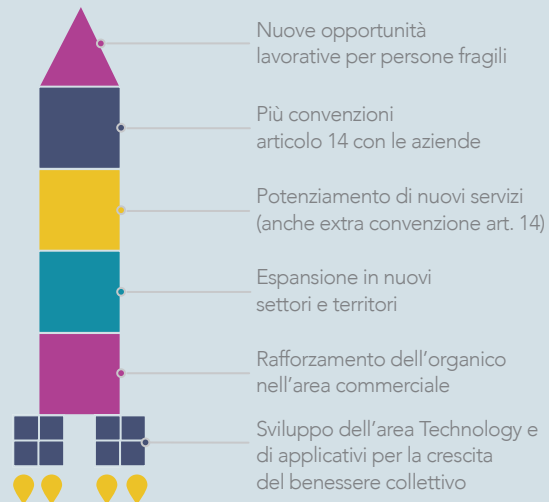 Nuove opportunità
lavorative per persone fragili
Più convenzioni
articolo 14 con le aziende
Potenziamento di nuovi servizi
(anche extra convenzione art. 14)
Espansione in nuovi
settori e territori
Rafforzamento dell’organico
nell’area commerciale
Sviluppo dell’area Technology e
di applicativi per la crescita
del benessere collettivo